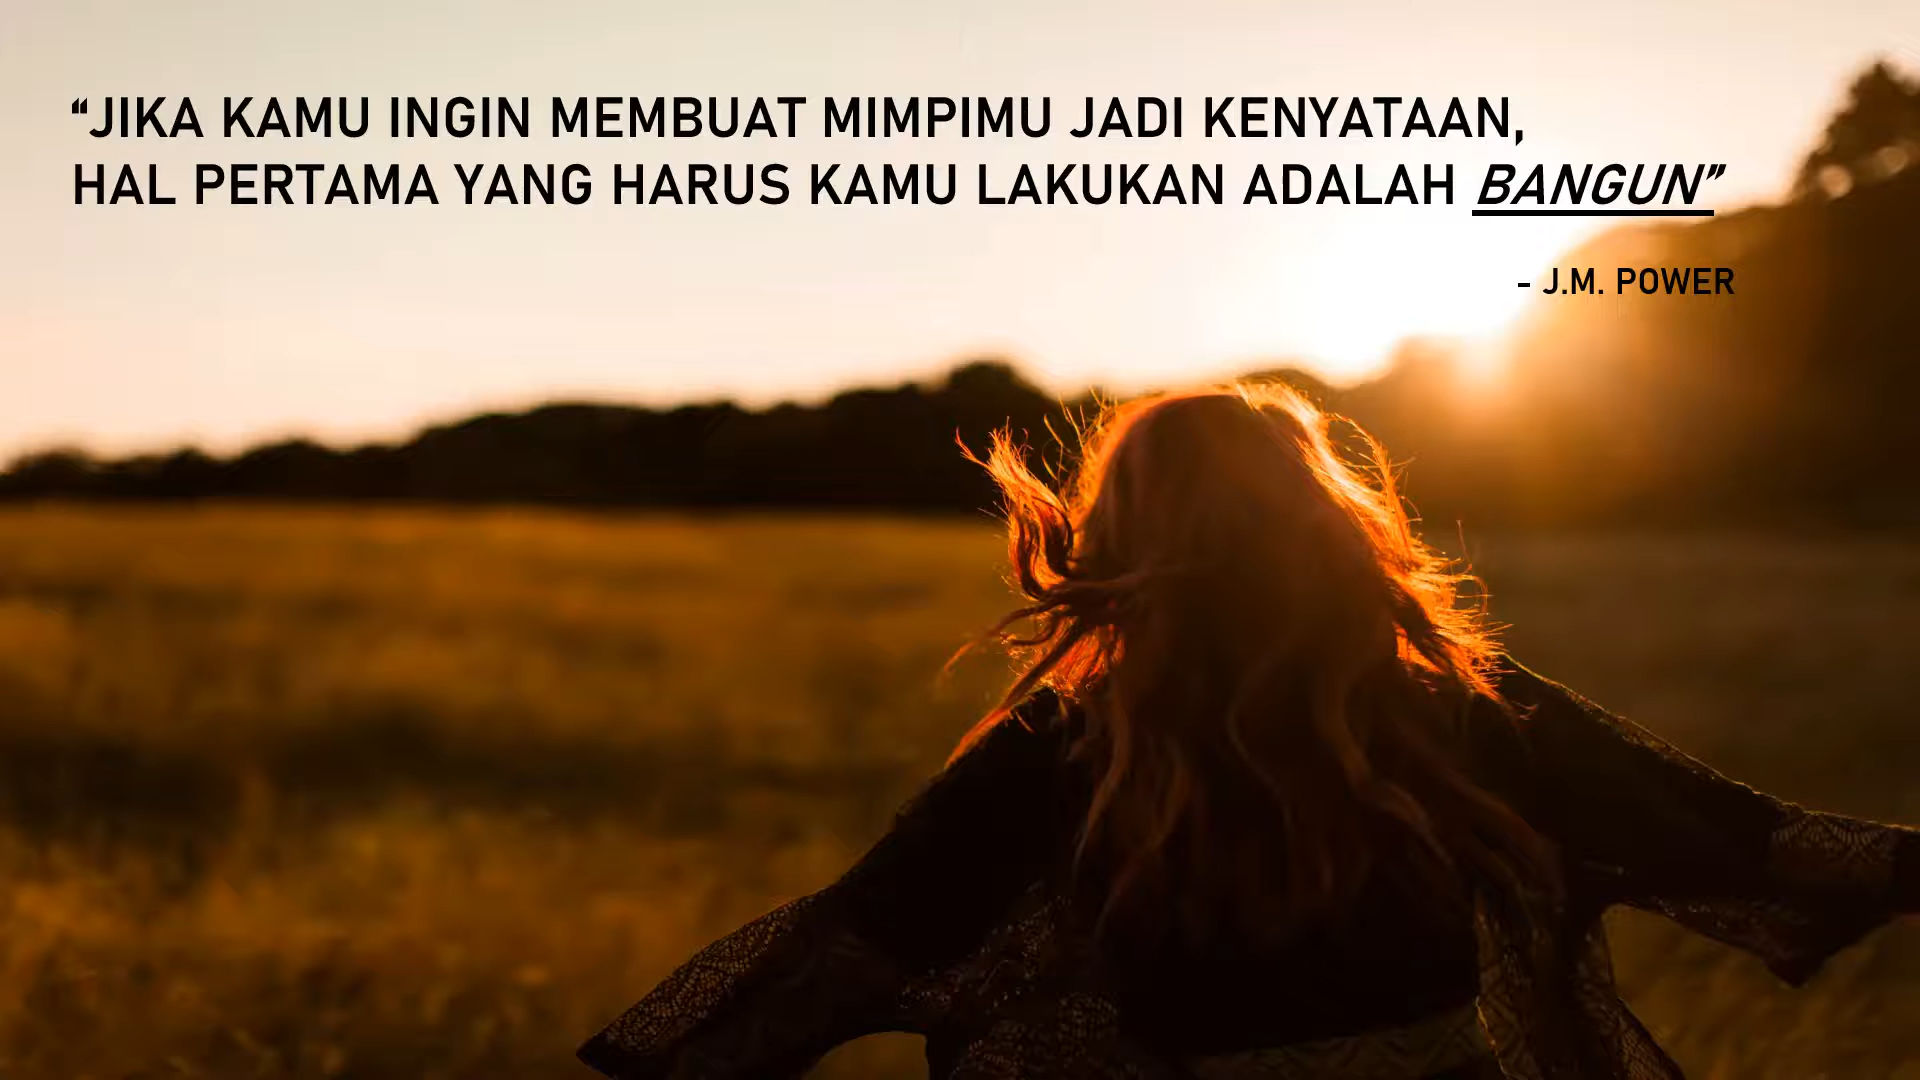 “JIKA KAMU INGIN MEMBUAT MIMPIMU JADI KENYATAAN,
HAL PERTAMA YANG HARUS KAMU LAKUKAN ADALAH BANGUN”
- J.M. POWER